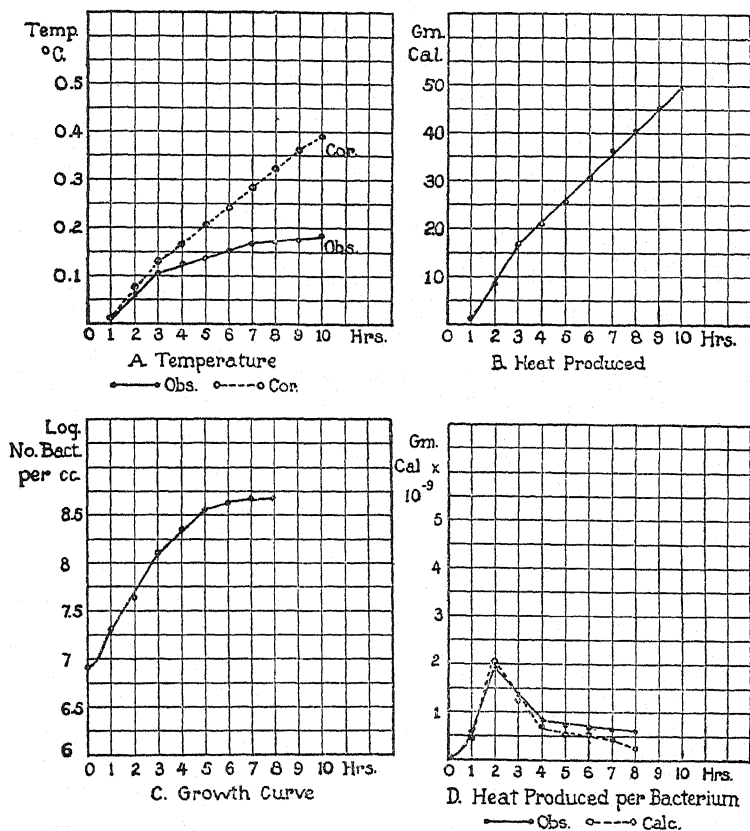 Temp.
°C.
0.5
0.4
0.3
0.2
0.1
Cor.
Obs.
0 1 2 3 4 5 6 7 8 9 10 Hrs.
A. Temperature
Obs. Cor.
Gm.
Cal.
50
40
30
20
10
0 1 2 3 4 5 6 7 8 9 10 Hrs.
B. Heat Produced
Log.
No. Bact.
per cc.
8.5
8
7.5
7
6.5
6
0 1 2 3 4 5 6 7 8 9 10 Hrs.
C. Growth Curve
Gm.
Cal x
10⁻⁹
5
4
3
2
1
0 1 2 3 4 5 6 7 8 9 10 Hrs.
D. Heat Produced per Bacterium
Obs. Calc.